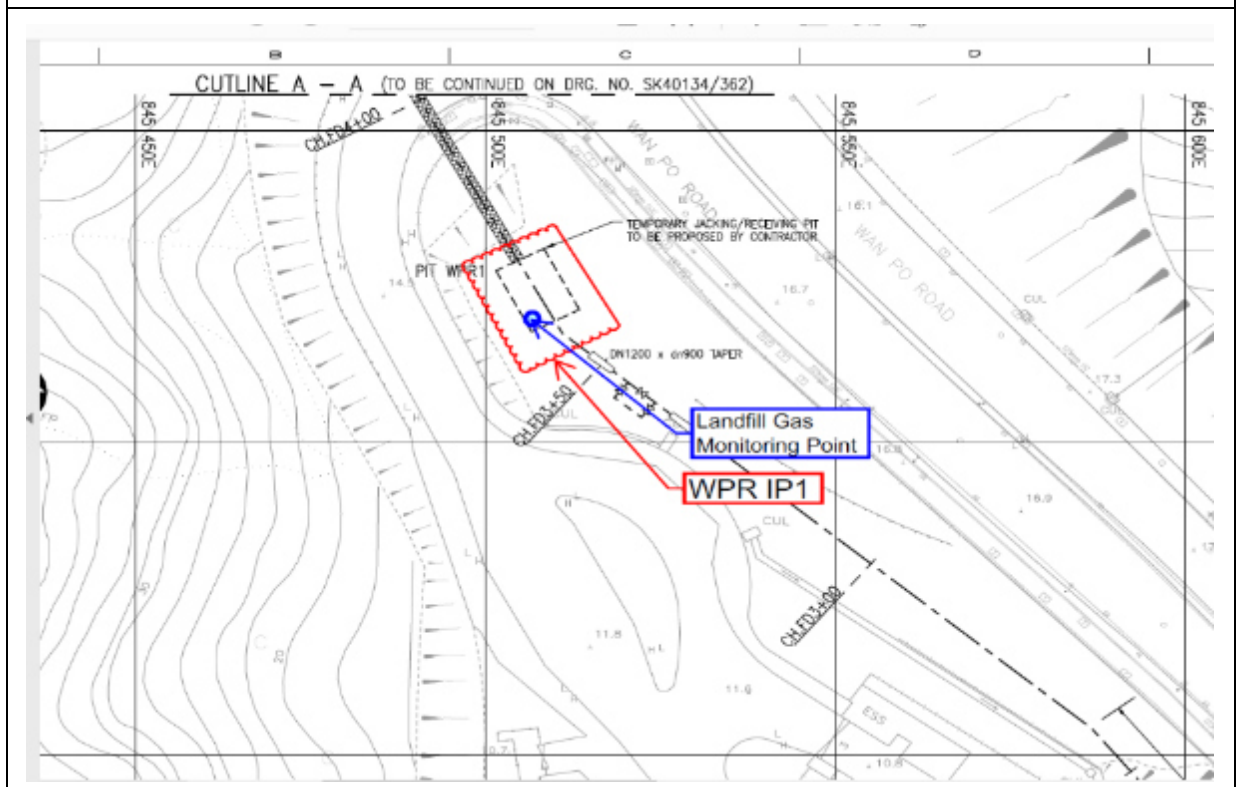 B
C
D
CUTLINE A – A (TO BE CONTINUED ON DRG. NO. SK40134/362)
845 450E
845 500E
845 550E
845 600E
CH.FD4+00
WAN PO ROAD
TEMPORARY JACKING/RECEIVING PIT
TO BE PROPOSED BY CONTRACTOR
16.1
WAN PO ROAD
PIT WPR1
14.5
16.7
CUL
DN1200 x dn900 TAPER
17.3
CUL
CH.FD3+50
CUL
Landfill Gas
Monitoring Point
16.8
WPR IP1
16.9
CUL
CH.FD3+00
11.8
20
11.6
ESS
10.8